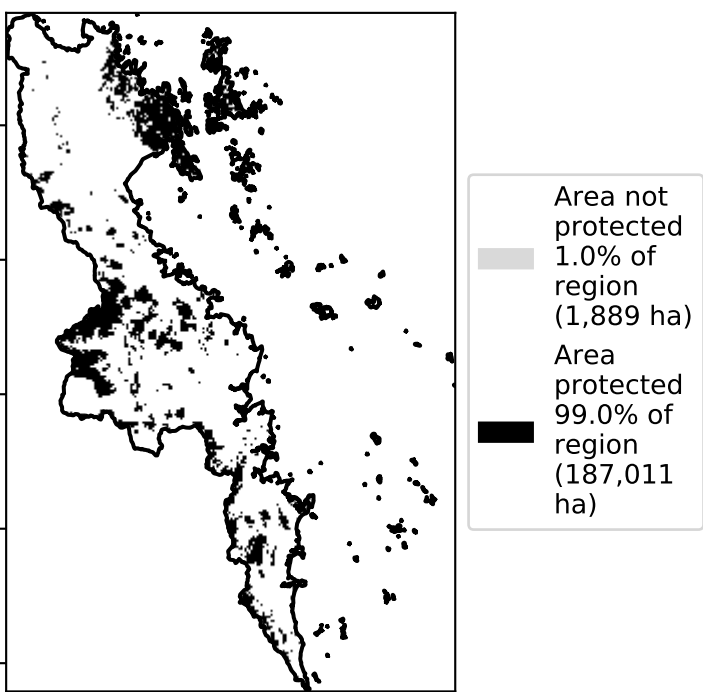 Area not
protected
1.0% of
region
(1,889 ha)
Area
protected
99.0% of
region
(187,011
ha)